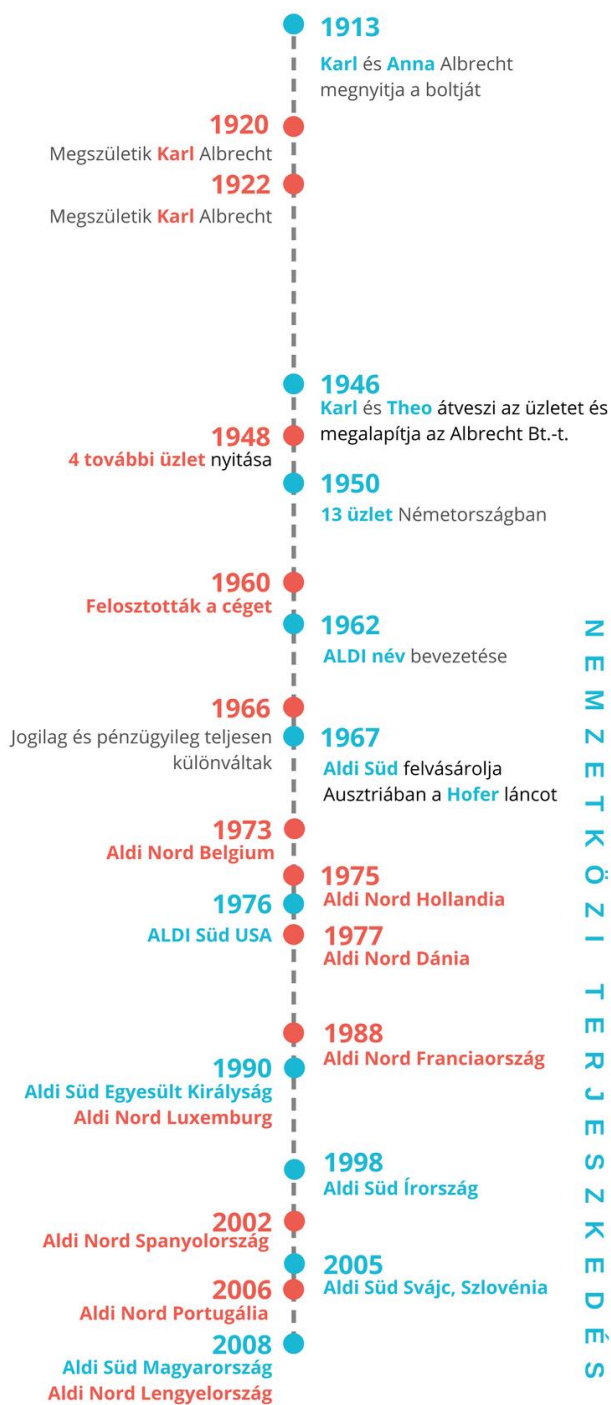 1913
Karl és Anna Albrecht
megnyitja a boltját
1920
Megszületik Karl Albrecht
1922
Megszületik Karl Albrecht
1946
Karl és Theo átveszi az üzletet és
megalapítja az Albrecht Bt.-t.
1948
4 további üzlet nyitása
1950
13 üzlet Németországban
1960
Felosztották a céget
1962
ALDI név bevezetése
1966
Jogilag és pénzügyileg teljesen
különváltak
1967
Aldi Süd felvásárolja
Ausztriában a Hofer láncot
1973
Aldi Nord Belgium
1975
Aldi Nord Hollandia
1976
ALDI Süd USA
1977
Aldi Nord Dánia
1988
Aldi Nord Franciaország
1990
Aldi Süd Egyesült Királyság
Aldi Nord Luxemburg
1998
Aldi Süd Írország
2002
Aldi Nord Spanyolország
2005
Aldi Süd Svájc, Szlovénia
2006
Aldi Nord Portugália
2008
Aldi Süd Magyarország
Aldi Nord Lengyelország
NEMZETKÖZI TERJESZKEDÉS